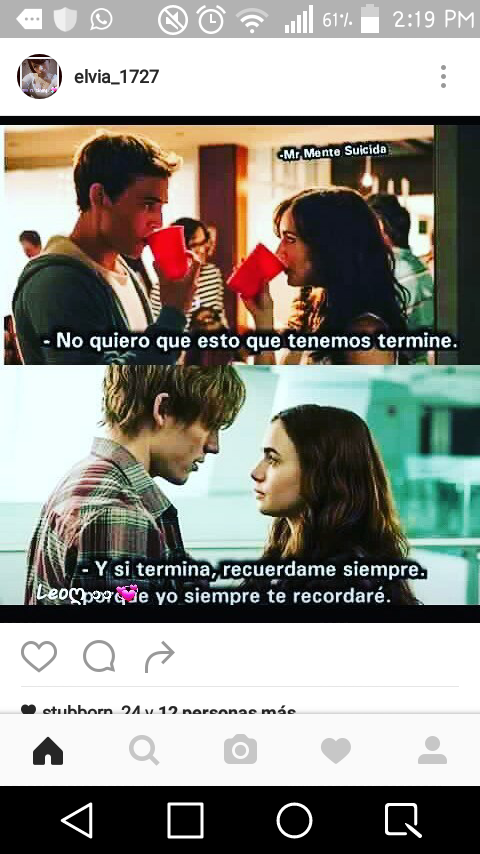 61% 2:19 PM
elvia_1727
-Mr, Mente Suicida
- No quiero que esto que tenemos termine.
- Y si termina, recuerdame siempre.
Leo
porque yo siempre te recordaré.
stubborn_24 y 12 personas más